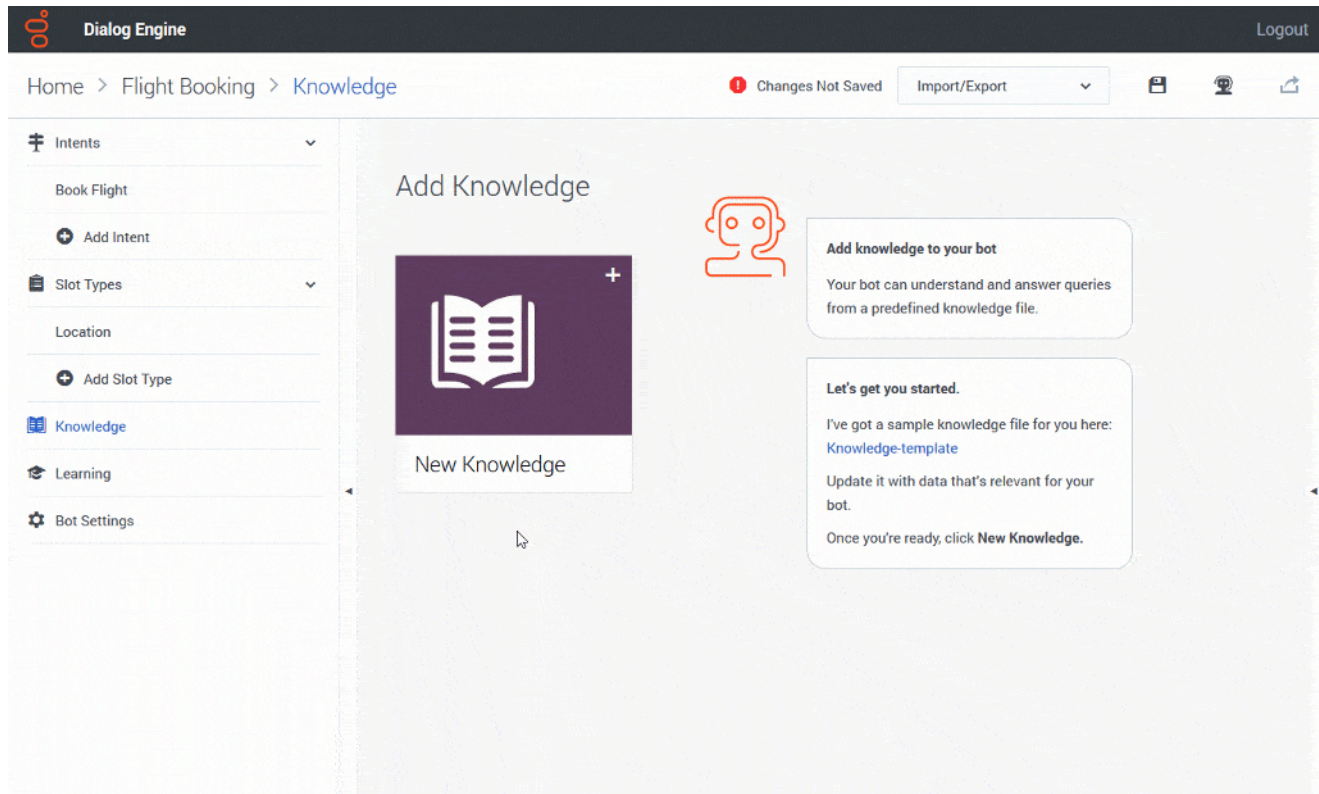 Dialog Engine
Logout
Home > Flight Booking > Knowledge
Changes Not Saved
Import/Export
Intents
Book Flight
Add Intent
Slot Types
Location
Add Slot Type
Knowledge
Learning
Bot Settings
Add Knowledge
New Knowledge
Add knowledge to your bot
Your bot can understand and answer queries
from a predefined knowledge file.
Let's get you started.
I've got a sample knowledge file for you here:
Knowledge-template
Update it with data that's relevant for your
bot.
Once you're ready, click New Knowledge.